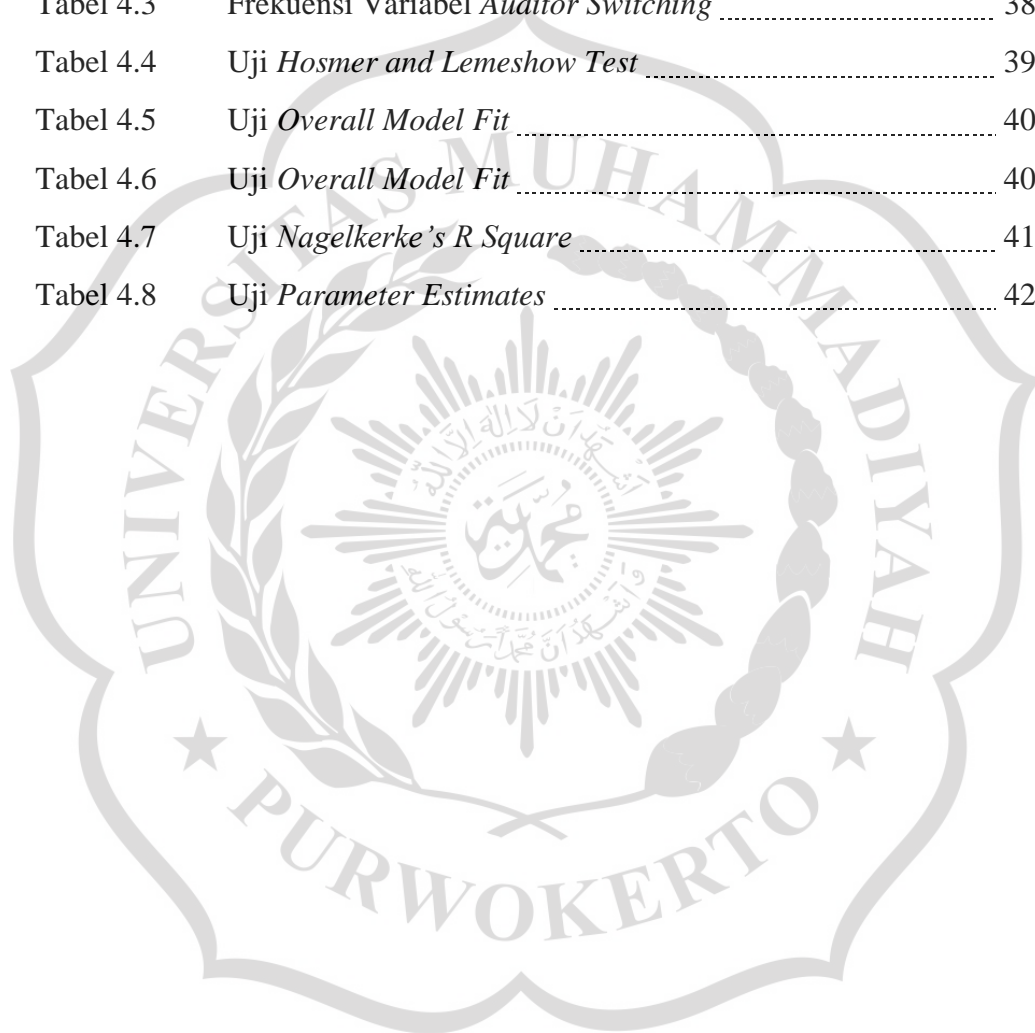 Tabel 4.3 Frekuensi Variabel Auditor Switching 38
Tabel 4.4 Uji Hosmer and Lemeshow Test 39
Tabel 4.5 Uji Overall Model Fit 40
Tabel 4.6 Uji Overall Model Fit 40
Tabel 4.7 Uji Nagelkerke’s R Square 41
Tabel 4.8 Uji Parameter Estimates 42
UNIVERSITAS MUHAMMADIYAH
PURWOKERTO